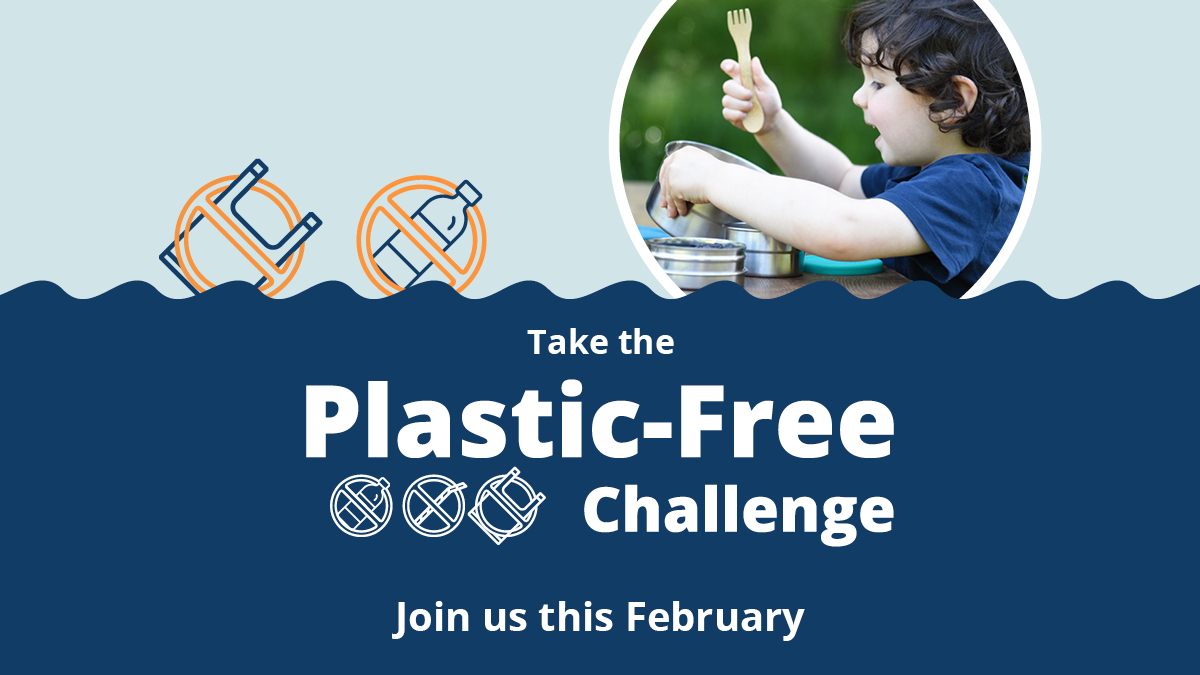 Take the
Plastic-Free
Challenge
Join us this February